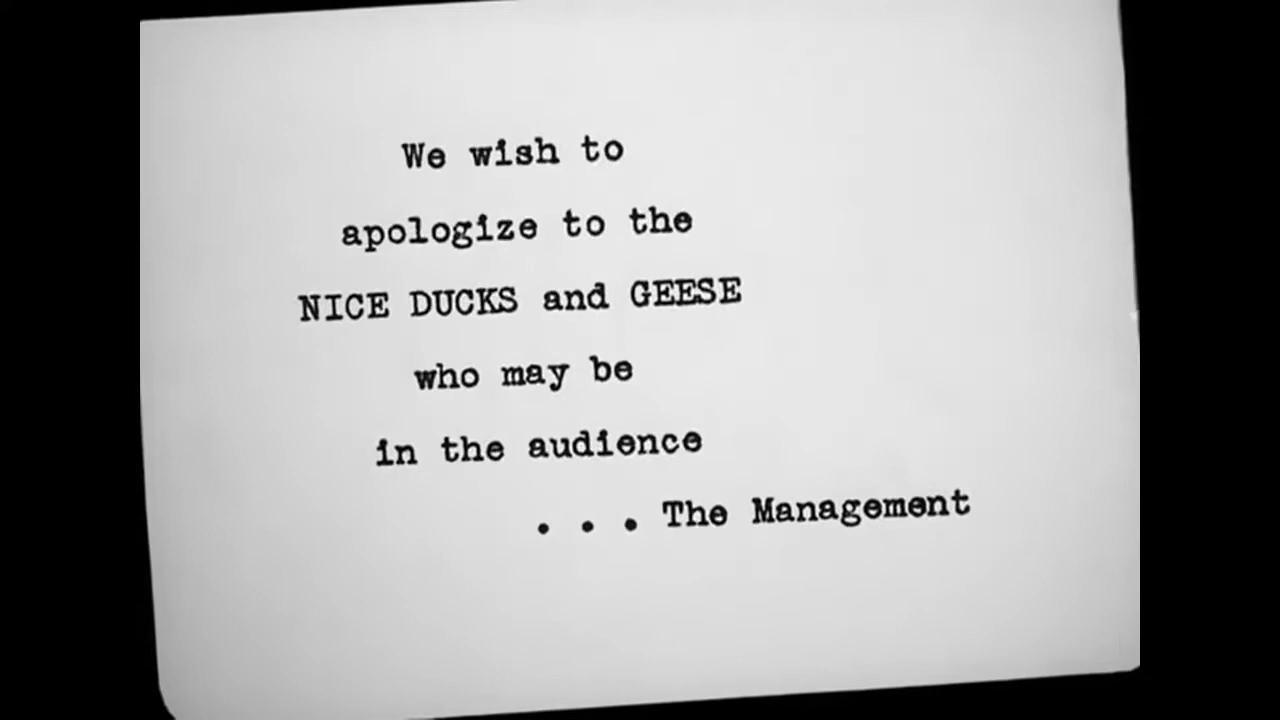 We wish to
apologize to the
NICE DUCKS and GEESE
who may be
in the audience
. . . The Management